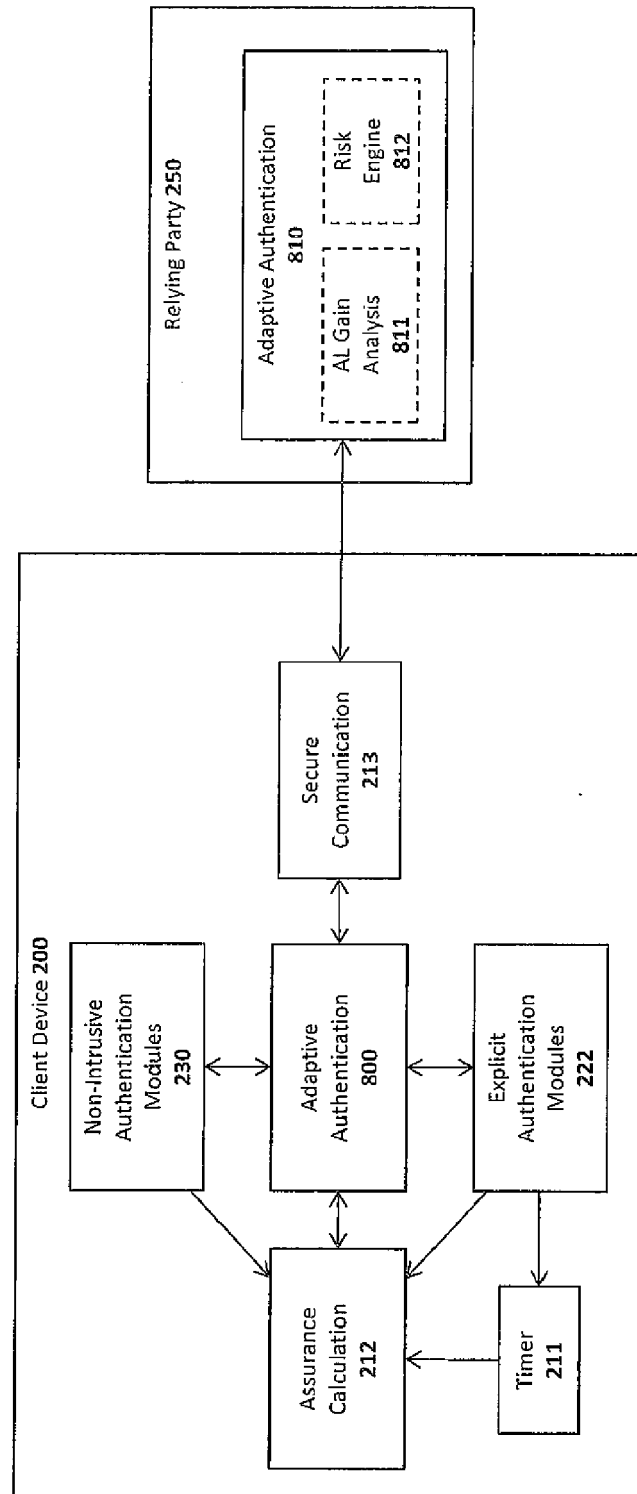 Client Device 200
Non-Intrusive
Authentication
Modules
230
Assurance
Calculation
212
Adaptive
Authentication
800
Secure
Communication
213
Timer
211
Explicit
Authentication
Modules
222
Relying Party 250
Adaptive Authentication
810
AL Gain
Analysis
811
Risk
Engine
812